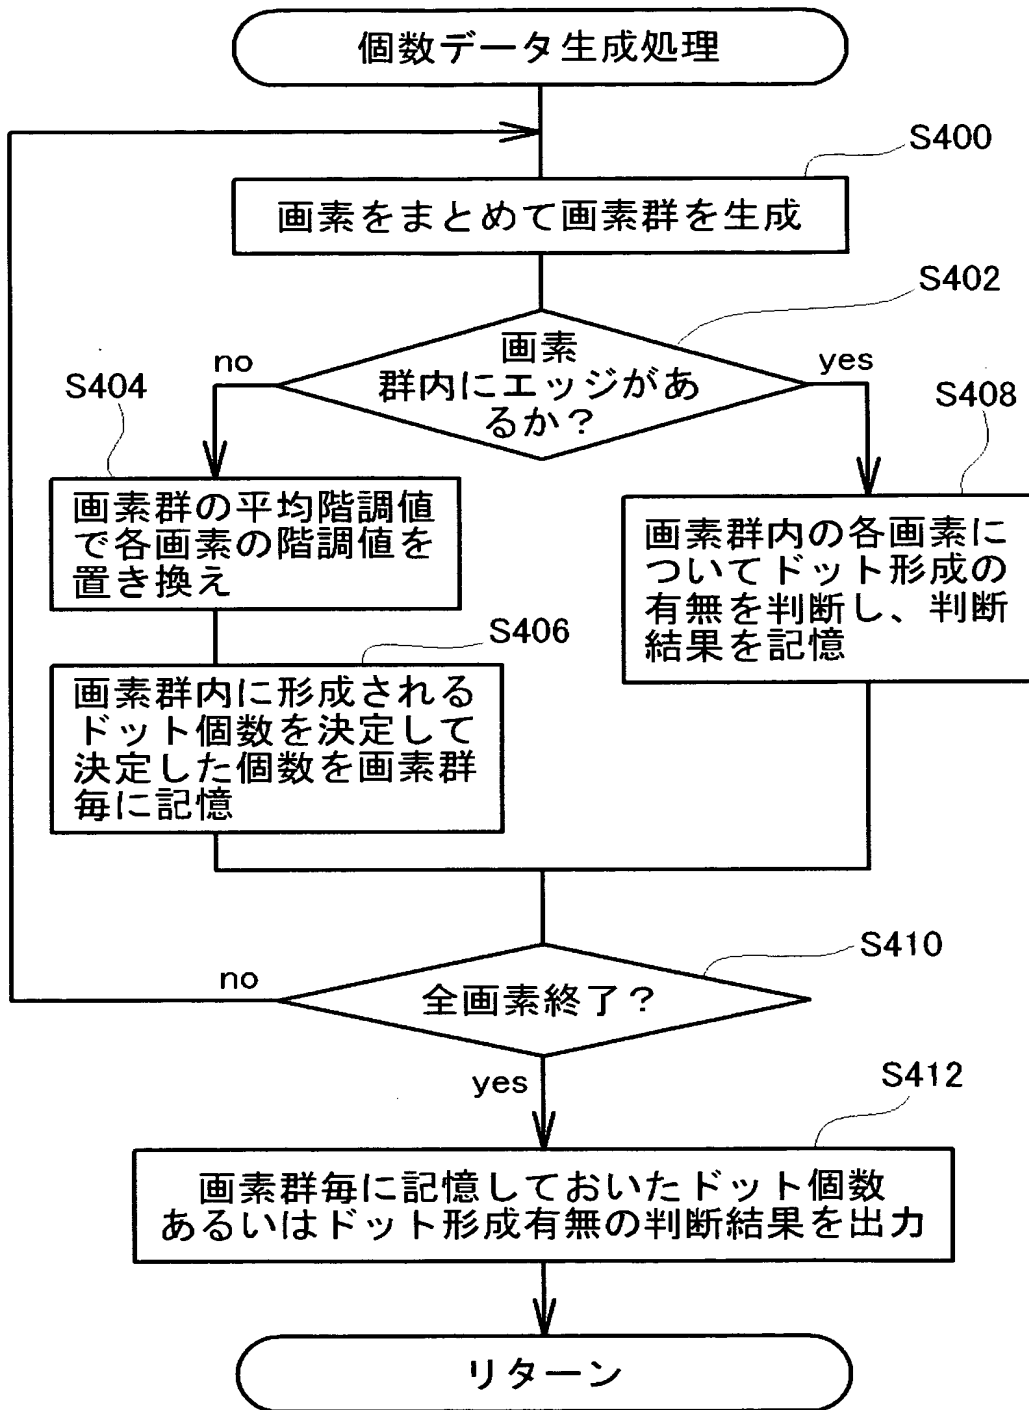 個数データ生成処理
S400
画素をまとめて画素群を生成
S402
画素
群内にエッジがあ
るか？
no
yes
S404
画素群の平均階調値
で各画素の階調値を
置き換え
S408
画素群内の各画素に
ついてドット形成の
有無を判断し、判断
結果を記憶
S406
画素群内に形成される
ドット個数を決定して
決定した個数を画素群
毎に記憶
S410
全画素終了？
no
yes
S412
画素群毎に記憶しておいたドット個数
あるいはドット形成有無の判断結果を出力
リターン